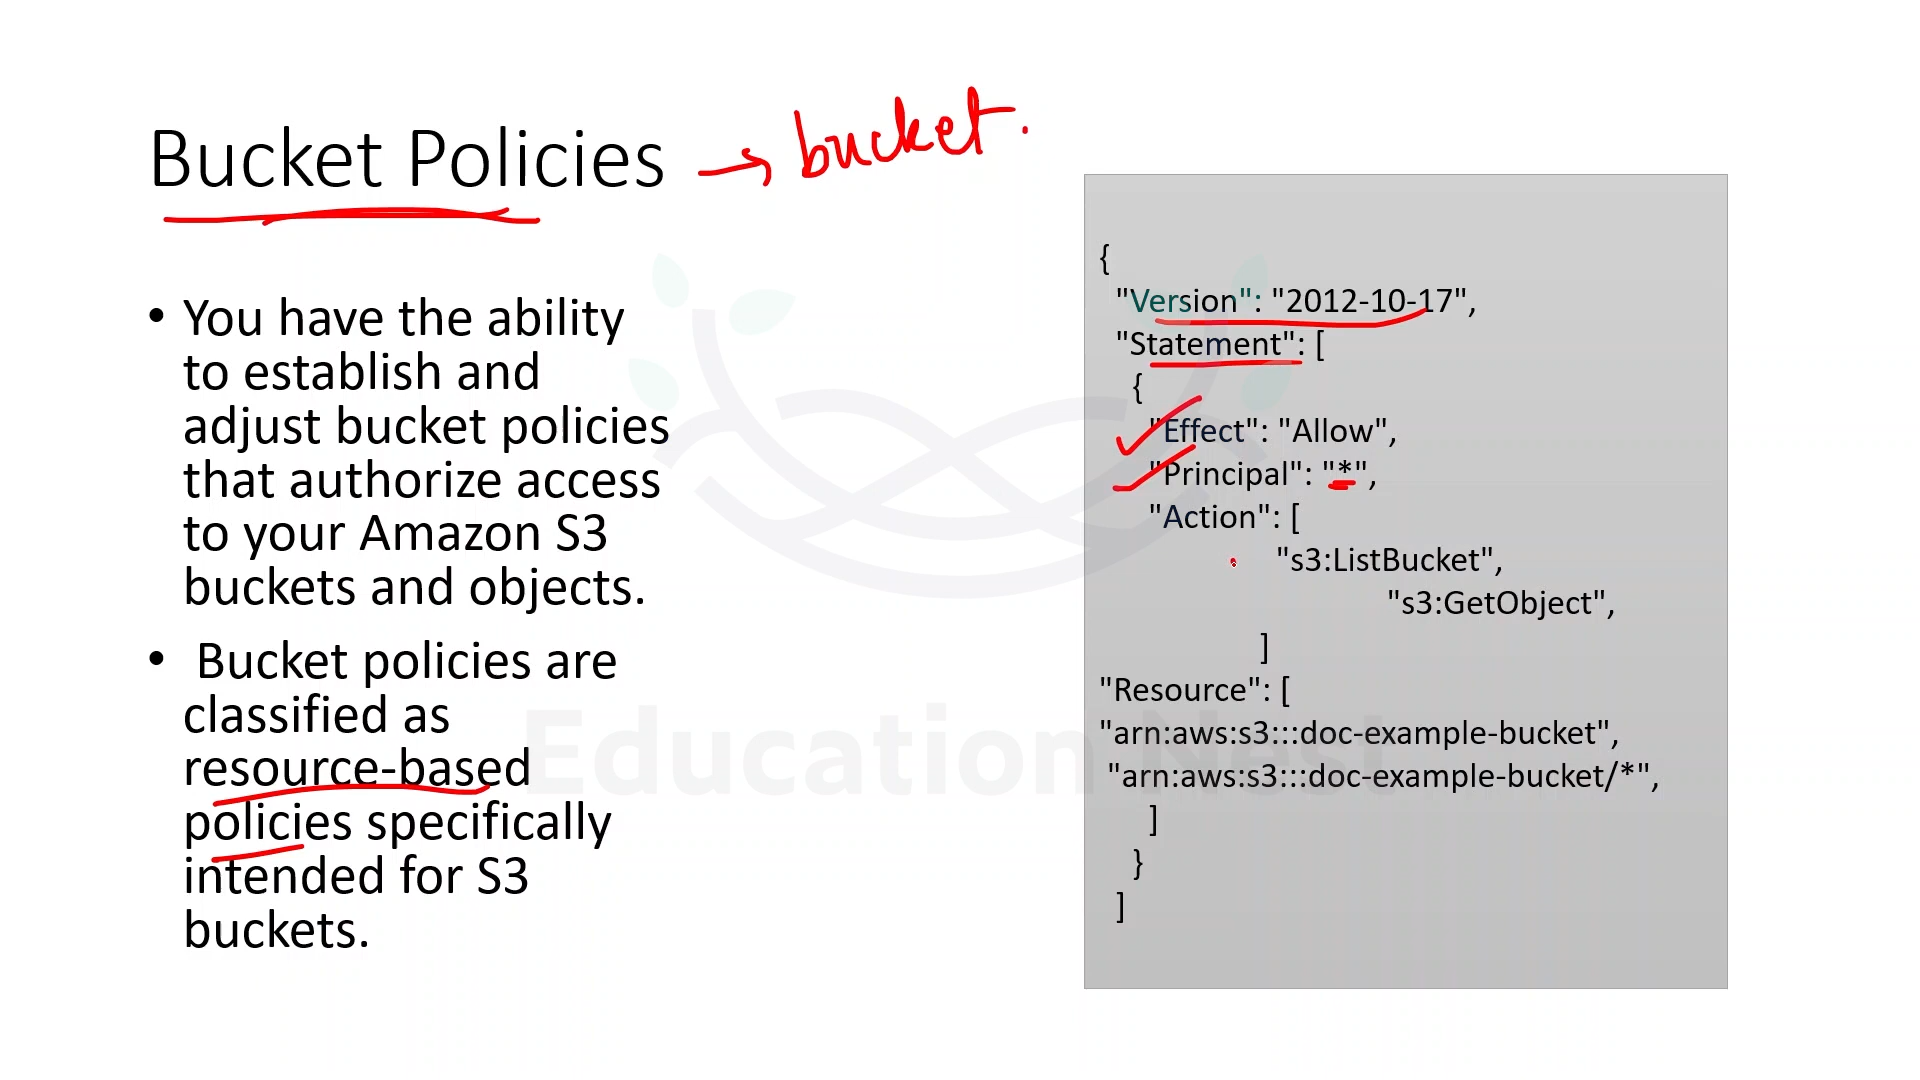 Bucket Policies → bucket.
• You have the ability
to establish and
adjust bucket policies
that authorize access
to your Amazon S3
buckets and objects.
• Bucket policies are
classified as
resource-based
policies specifically
intended for S3
buckets.
{
"Version": "2012-10-17",
"Statement": [
{
"Effect": "Allow",
"Principal": "*",
"Action": [
"s3:ListBucket",
"s3:GetObject",
]
"Resource": [
"arn:aws:s3:::doc-example-bucket",
"arn:aws:s3:::doc-example-bucket/*",
]
}
]
Education Nest